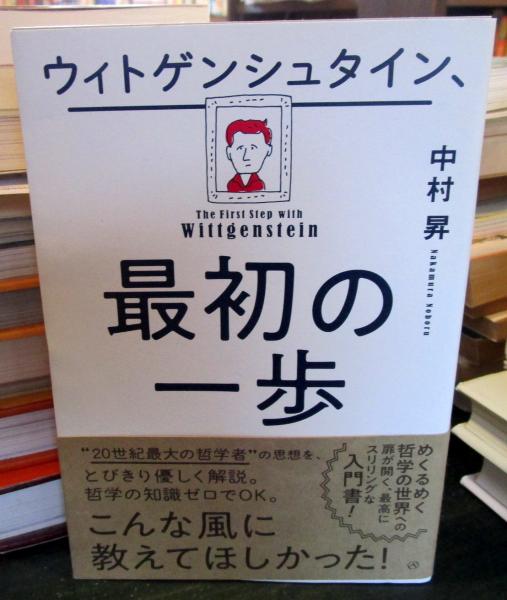 ウィトゲンシュタイン、
The First Step with
Wittgenstein
中村 昇
Nakamura Noboru
最初の
一歩
“20世紀最大の哲学者”の思想を、
とびきり優しく解説。
哲学の知識ゼロでOK。
こんな風に
教えてほしかった！
めくるめく
哲学の世界への
扉が開く、最高に
スリリングな
入門書！